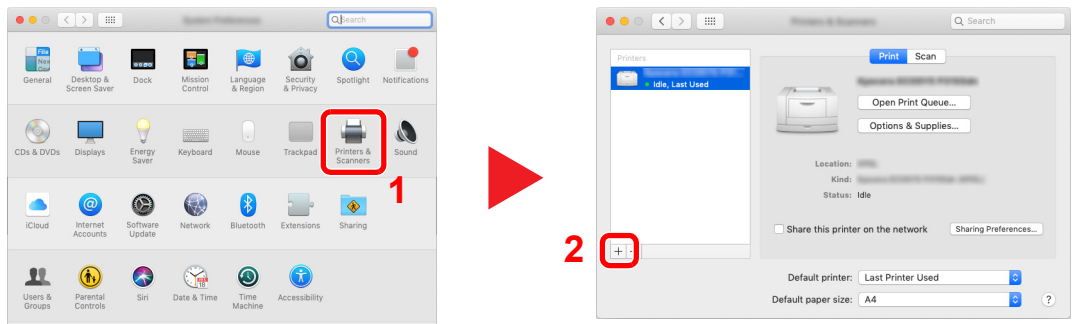 Search
File
New
General
Desktop &
Screen Saver
Dock
Mission
Control
Language
& Region
Security
& Privacy
Spotlight
Notifications
CDs & DVDs
Displays
Energy
Saver
Keyboard
Mouse
Trackpad
Printers &
Scanners
Sound
1
iCloud
@
Internet
Accounts
Software
Update
Network
Bluetooth
Extensions
Sharing
Users &
Groups
Parental
Controls
Siri
18
Date & Time
Time
Machine
Accessibility
Search
Printers
Idle, Last Used
Print
Scan
Open Print Queue...
Options & Supplies...
Location:
Kind:
Status: Idle
Share this printer on the network
Sharing Preferences...
2
+ -
Default printer: Last Printer Used
Default paper size: A4
?